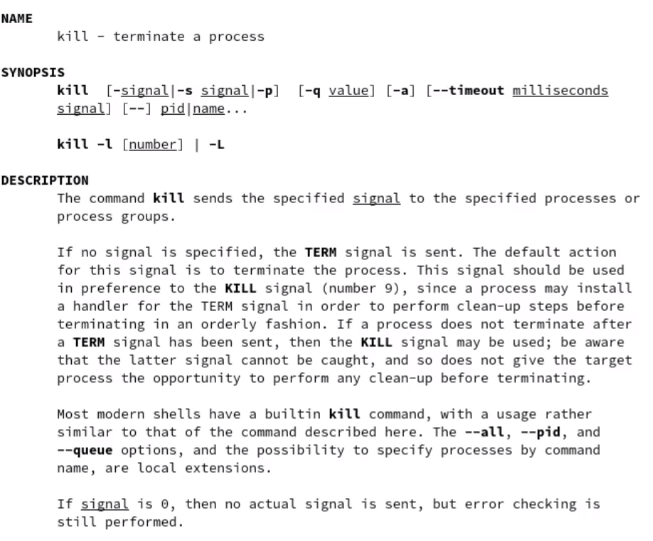 NAME
kill - terminate a process
SYNOPSIS
kill [-signal|-s signal|-p] [-q value] [-a] [--timeout milliseconds
signal] [--] pid|name...
kill -l [number] | -L
DESCRIPTION
The command kill sends the specified signal to the specified processes or
process groups.
If no signal is specified, the TERM signal is sent. The default action
for this signal is to terminate the process. This signal should be used
in preference to the KILL signal (number 9), since a process may install
a handler for the TERM signal in order to perform clean-up steps before
terminating in an orderly fashion. If a process does not terminate after
a TERM signal has been sent, then the KILL signal may be used; be aware
that the latter signal cannot be caught, and so does not give the target
process the opportunity to perform any clean-up before terminating.
Most modern shells have a builtin kill command, with a usage rather
similar to that of the command described here. The --all, --pid, and
--queue options, and the possibility to specify processes by command
name, are local extensions.
If signal is 0, then no actual signal is sent, but error checking is
still performed.